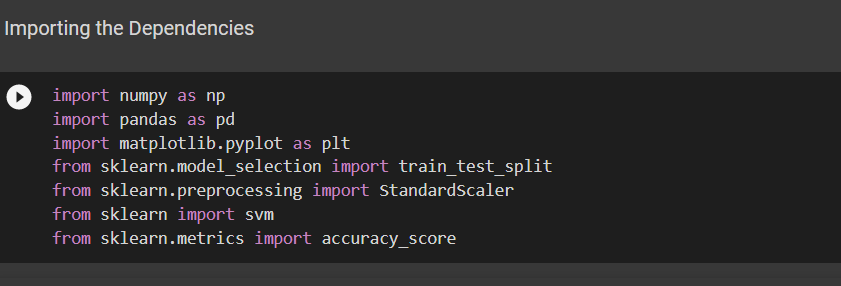 Importing the Dependencies
import numpy as np
import pandas as pd
import matplotlib.pyplot as plt
from sklearn.model_selection import train_test_split
from sklearn.preprocessing import StandardScaler
from sklearn import svm
from sklearn.metrics import accuracy_score